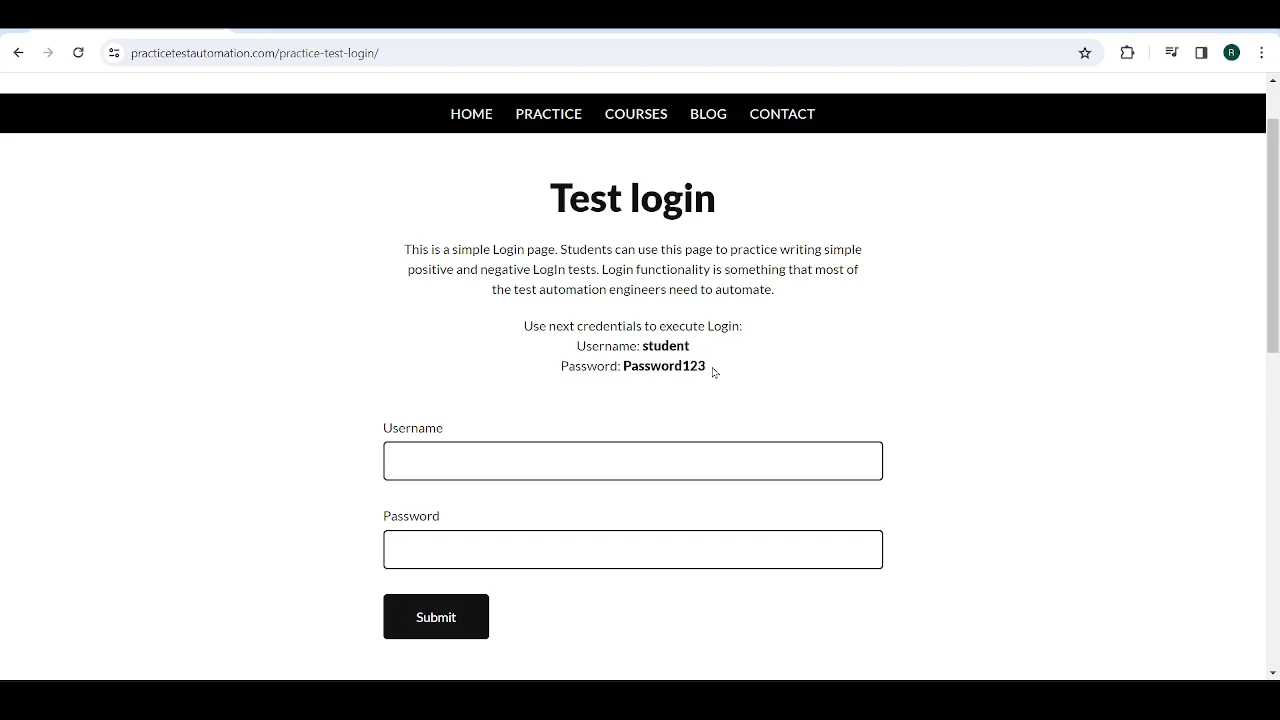 practicetestautomation.com/practice-test-login/
R
HOME PRACTICE COURSES BLOG CONTACT
Test login
This is a simple Login page. Students can use this page to practice writing simple
positive and negative LogIn tests. Login functionality is something that most of
the test automation engineers need to automate.
Use next credentials to execute Login:
Username: student
Password: Password123
Username
Password
Submit